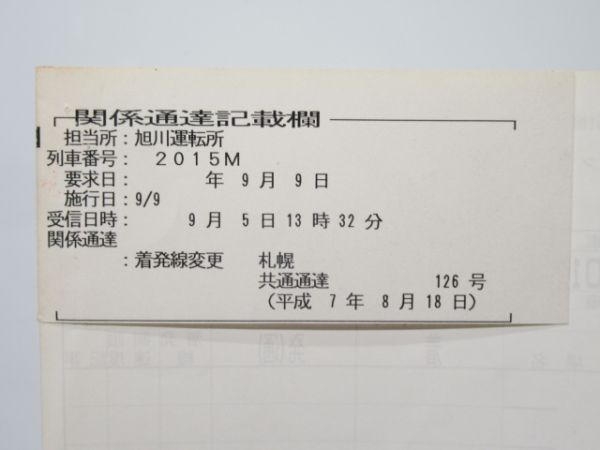 関係通達記載欄
担当所：旭川運転所
列車番号： 2015M
要求日： 年 9月 9日
施行日：9/9
受信日時： 9月 5日13時32分
関係通達
：着発線変更 札幌
共通通達 126号
（平成 7年 8月18日）